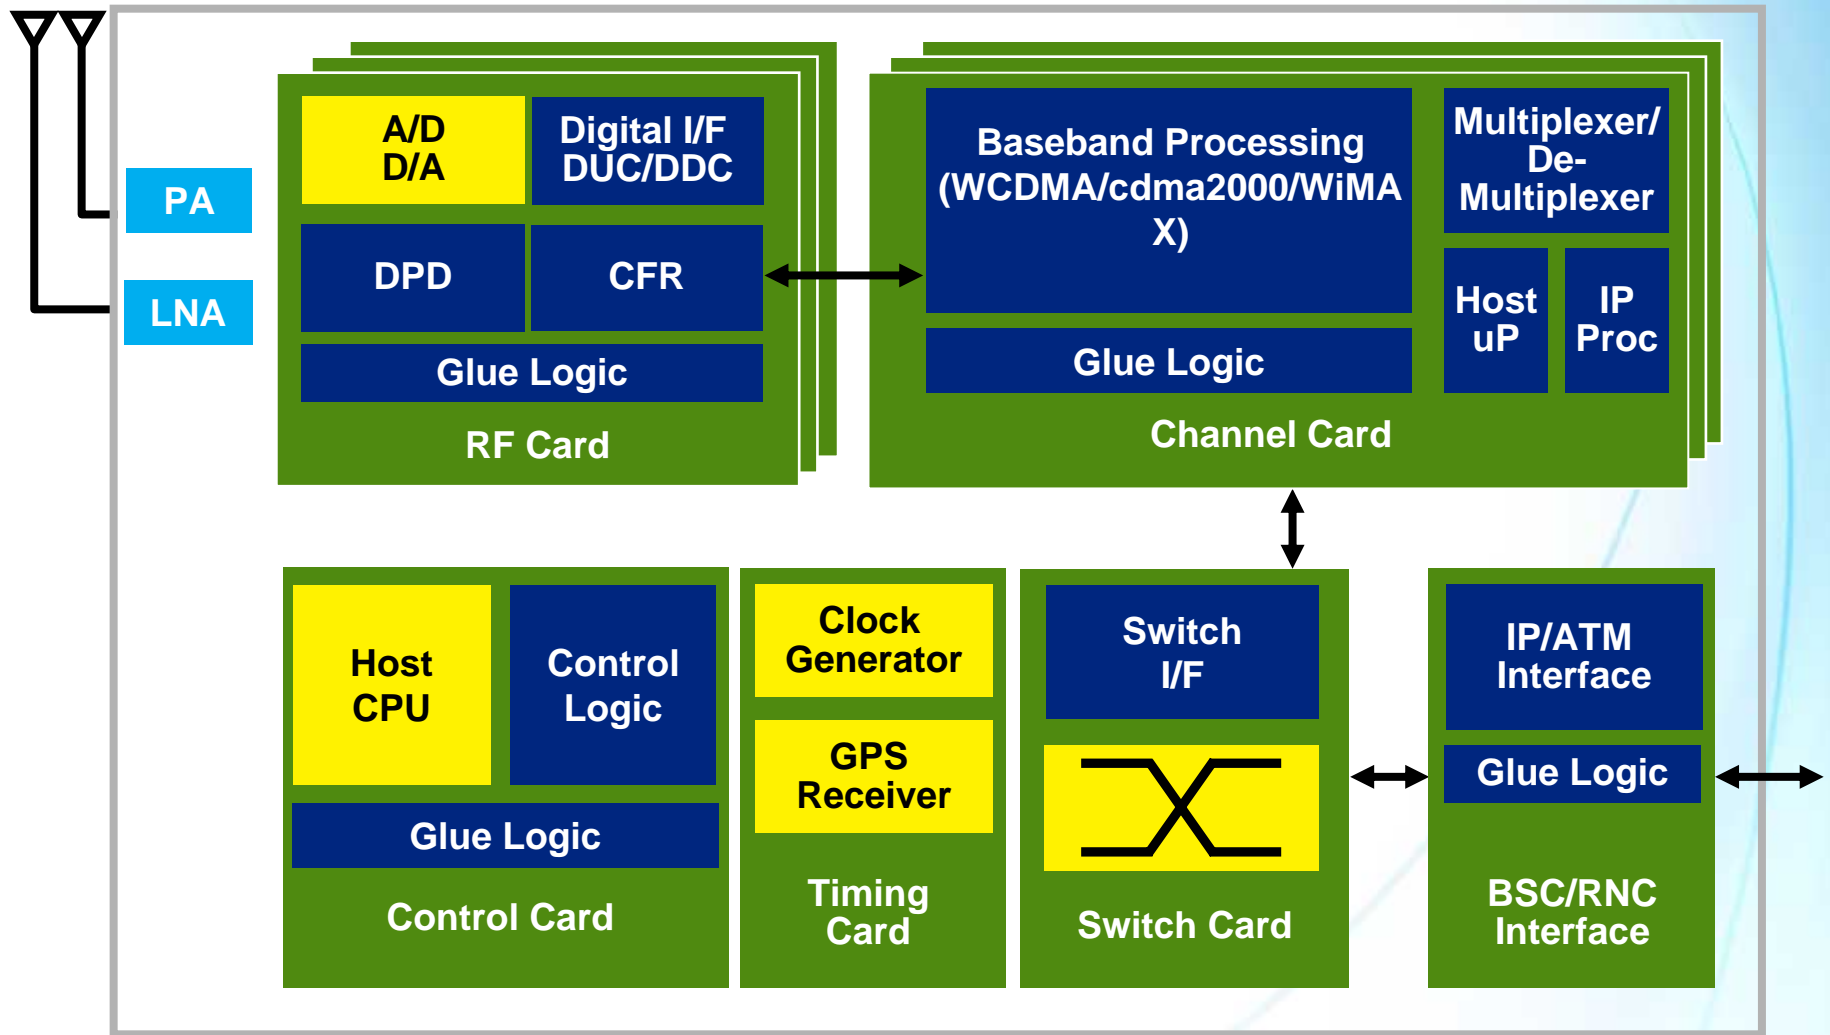 PA
LNA
A/D
D/A
Digital I/F
DUC/DDC
DPD
CFR
Glue Logic
RF Card
Baseband Processing
(WCDMA/cdma2000/WiMA
X)
Glue Logic
Multiplexer/
De-
Multiplexer
Host
uP
IP
Proc
Channel Card
Host
CPU
Control
Logic
Glue Logic
Control Card
Clock
Generator
GPS
Receiver
Timing
Card
Switch
I/F
Switch Card
IP/ATM
Interface
Glue Logic
BSC/RNC
Interface